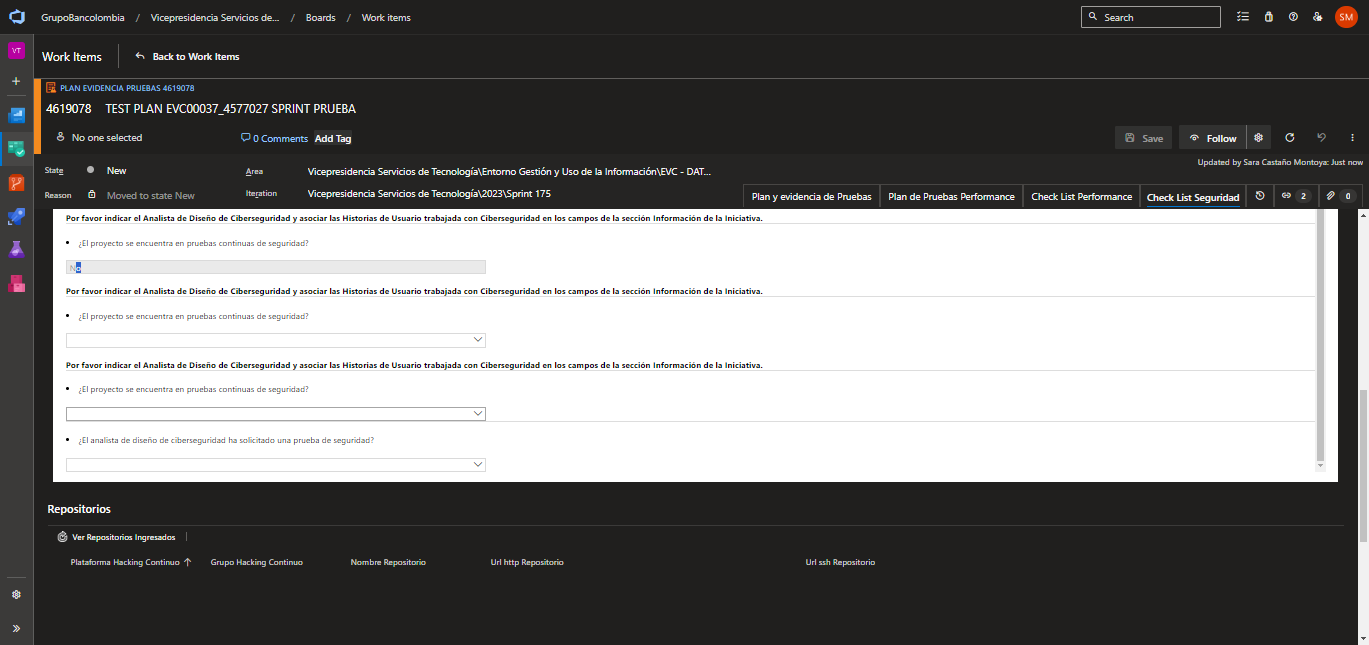 GrupoBancolombia / Vicepresidencia Servicios de... / Boards / Work items
Search
SM
VT
Work Items
Back to Work Items
PLAN EVIDENCIA PRUEBAS 4619078
4619078 TEST PLAN EVC00037_4577027 SPRINT PRUEBA
No one selected
0 Comments
Add Tag
Save
Follow
Updated by Sara Castaño Montoya: Just now
State
New
Area
Vicepresidencia Servicios de Tecnología\Entorno Gestión y Uso de la Información\EVC - DAT...
Reason
Moved to state New
Iteration
Vicepresidencia Servicios de Tecnología\2023\Sprint 175
Plan y evidencia de Pruebas
Plan de Pruebas Performance
Check List Performance
Check List Seguridad
2
0
Por favor indicar el Analista de Diseño de Ciberseguridad y asociar las Historias de Usuario trabajada con Ciberseguridad en los campos de la sección Información de la Iniciativa.
• ¿El proyecto se encuentra en pruebas continuas de seguridad?
No
Por favor indicar el Analista de Diseño de Ciberseguridad y asociar las Historias de Usuario trabajada con Ciberseguridad en los campos de la sección Información de la Iniciativa.
• ¿El proyecto se encuentra en pruebas continuas de seguridad?
Por favor indicar el Analista de Diseño de Ciberseguridad y asociar las Historias de Usuario trabajada con Ciberseguridad en los campos de la sección Información de la Iniciativa.
• ¿El proyecto se encuentra en pruebas continuas de seguridad?
• ¿El analista de diseño de ciberseguridad ha solicitado una prueba de seguridad?
Repositorios
Ver Repositorios Ingresados
Plataforma Hacking Continuo ↑
Grupo Hacking Continuo
Nombre Repositorio
Url http Repositorio
Url ssh Repositorio